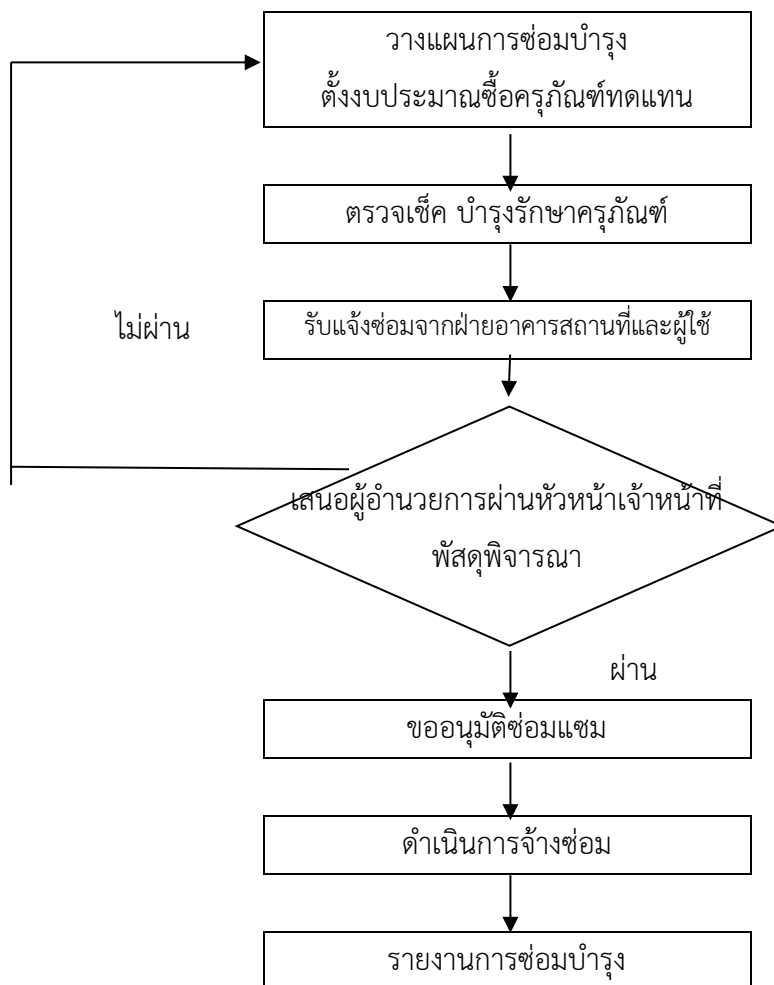 วางแผนการซ่อมบำรุง
ตั้งงบประมาณซื้อครุภัณฑ์ทดแทน
ตรวจเช็ค บำรุงรักษาครุภัณฑ์
ไม่ผ่าน
รับแจ้งซ่อมจากฝ่ายอาคารสถานที่และผู้ใช้
เสนอผู้อำนวยการผ่านหัวหน้าเจ้าหน้าที่
พัสดุพิจารณา
ผ่าน
ขออนุมัติซ่อมแซม
ดำเนินการจ้างซ่อม
รายงานการซ่อมบำรุง